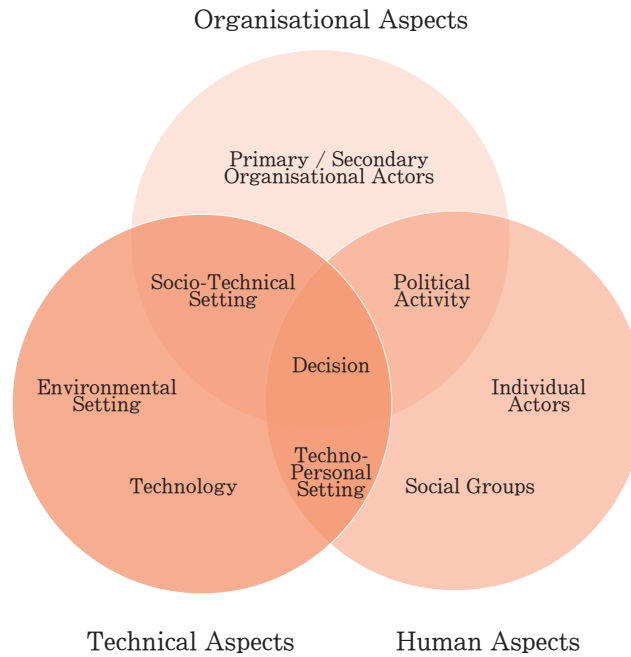 Organisational Aspects
Primary / Secondary
Organisational Actors
Socio-Technical
Setting
Political
Activity
Decision
Environmental
Setting
Individual
Actors
Techno-
Personal
Setting
Technology
Social Groups
Technical Aspects
Human Aspects